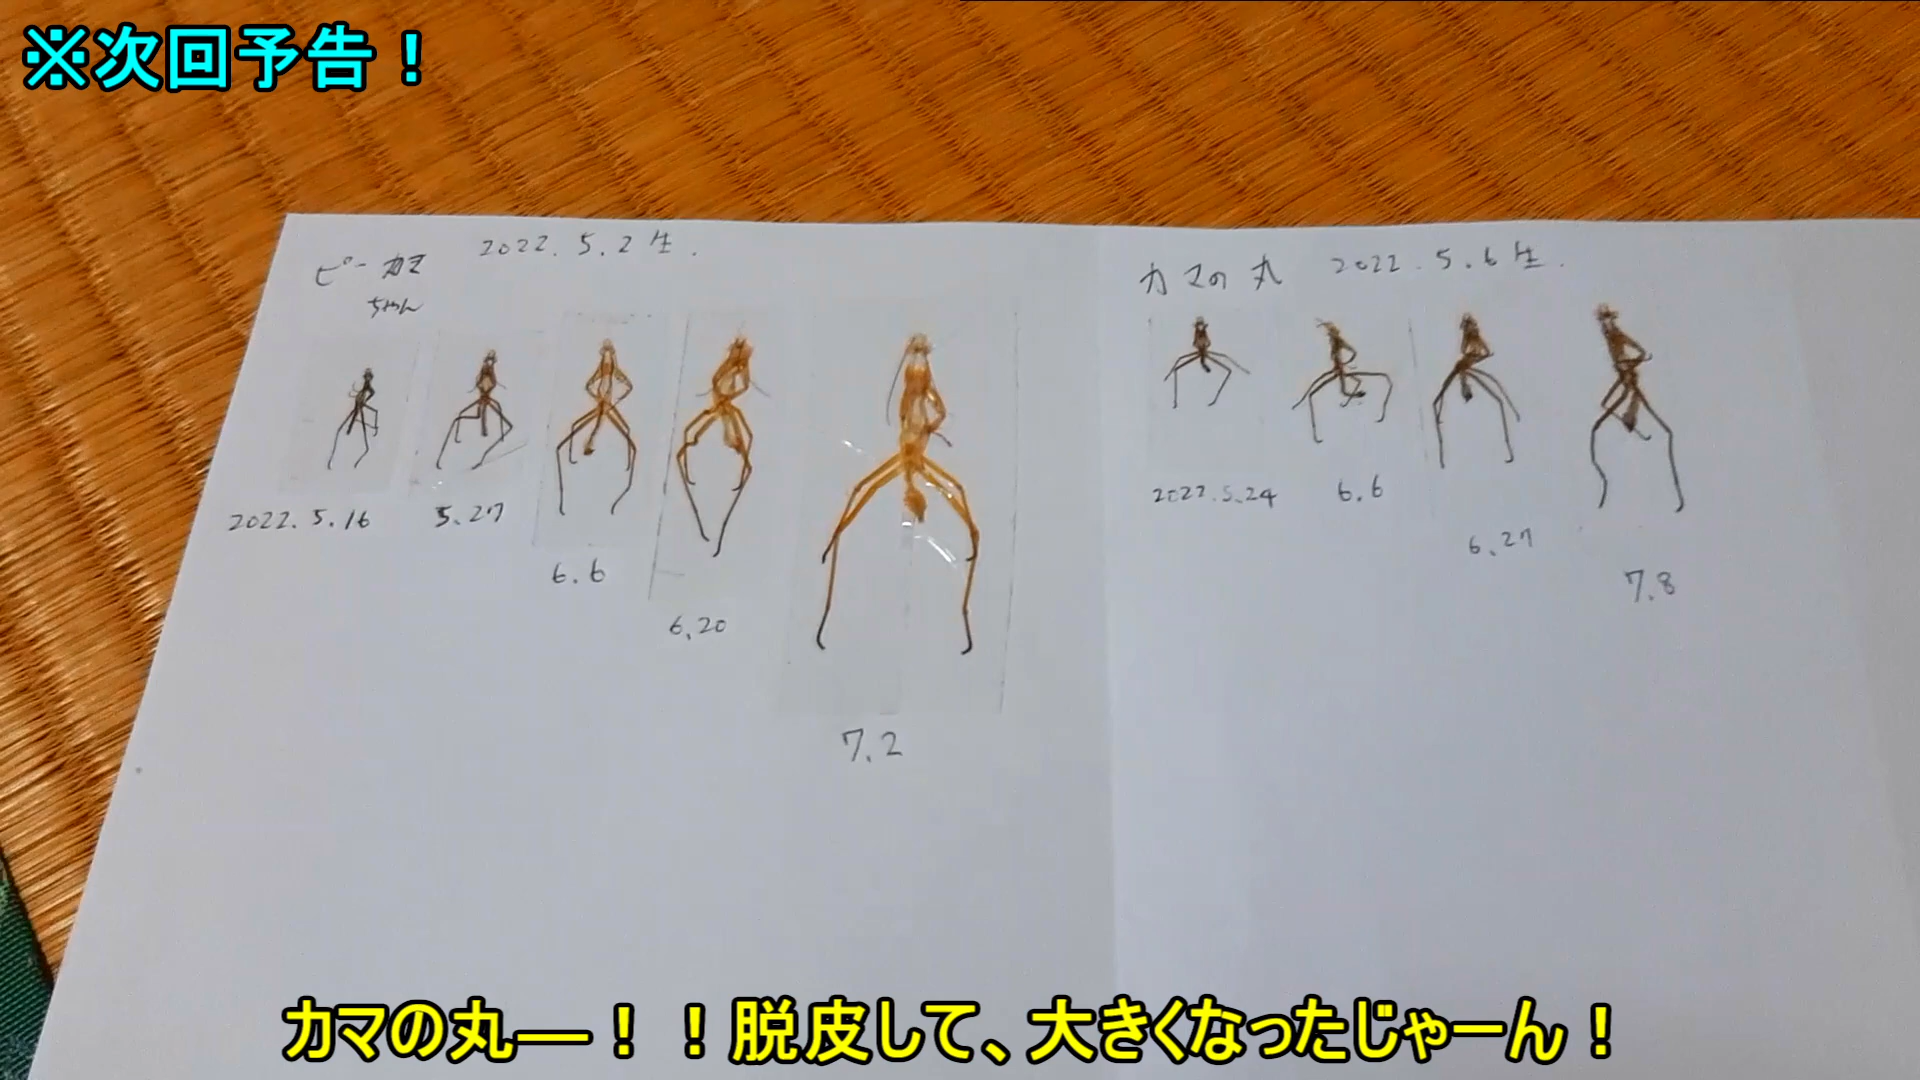 ※次回予告！
ピーカマ
ちゃん
2022.5.2生.
2022.5.16
5.27
6.6
6.20
7.2
カマの丸 2022.5.6生.
2022.5.24
6.6
6.27
7.8
カマの丸―！！脱皮して、大きくなったじゃーん！